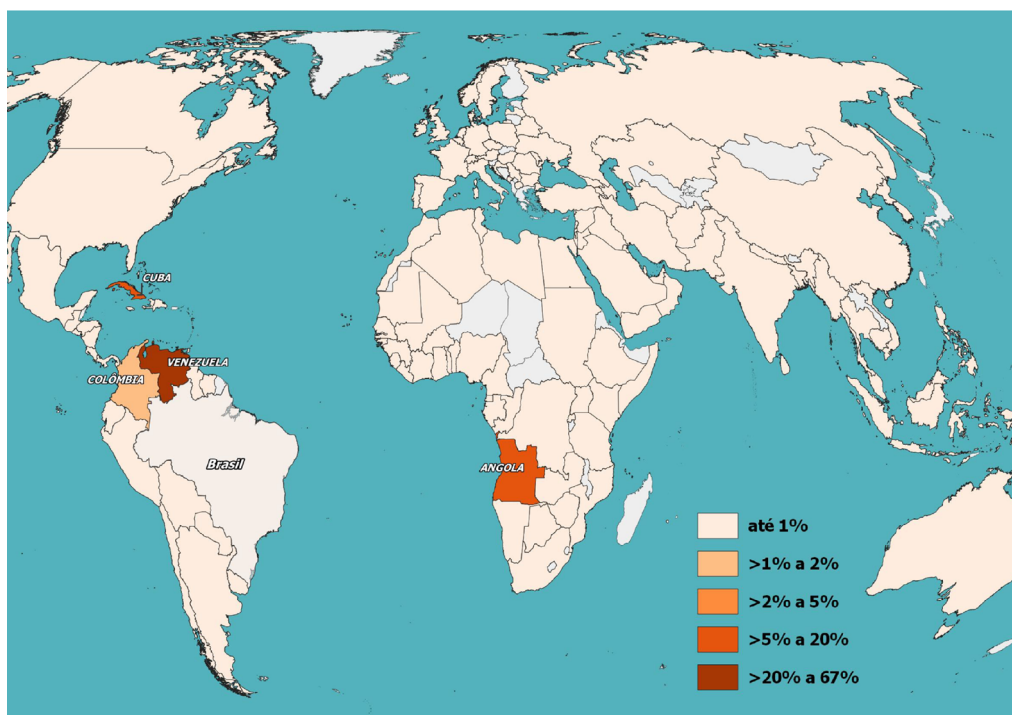 CUBA
VENEZUELA
COLÔMBIA
Brasil
ANGOLA
até 1%
>1% a 2%
>2% a 5%
>5% a 20%
>20% a 67%